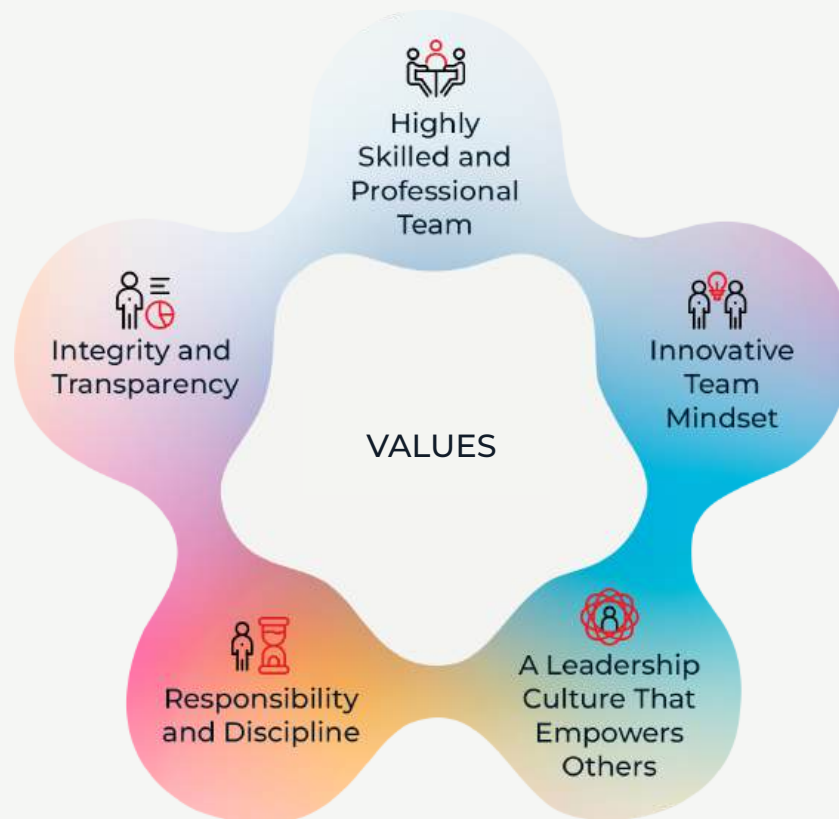 Highly
Skilled and
Professional
Team
Integrity and
Transparency
Innovative
Team
Mindset
VALUES
Responsibility
and Discipline
A Leadership
Culture That
Empowers
Others